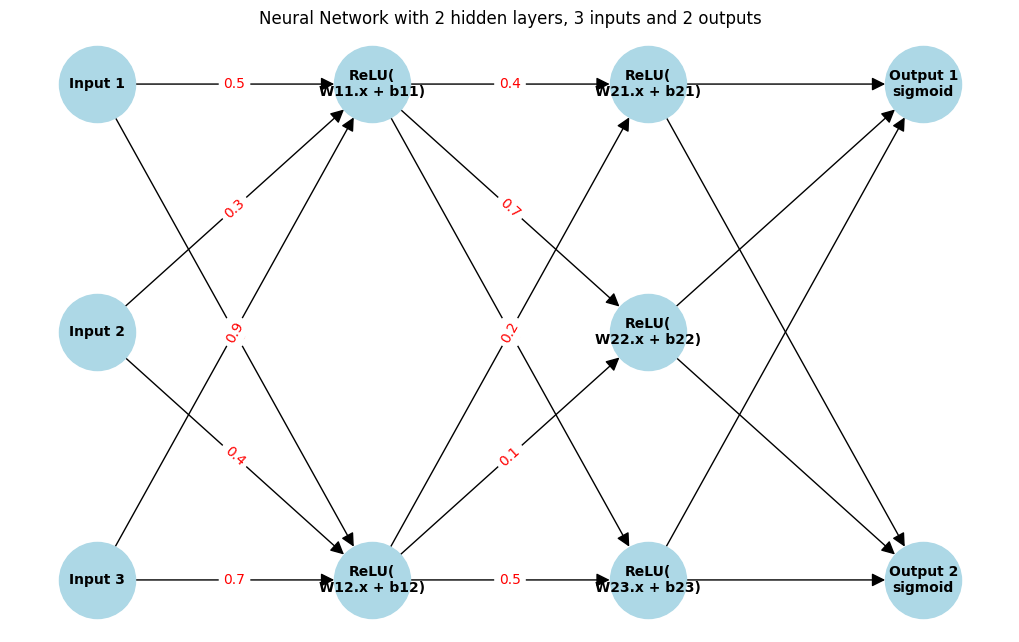 Neural Network with 2 hidden layers, 3 inputs and 2 outputs
Input 1
0.5
ReLU(
W11.x + b11)
0.4
ReLU(
W21.x + b21)
Output 1
sigmoid
0.3
0.7
Input 2
0.9
0.2
ReLU(
W22.x + b22)
0.4
0.1
Input 3
0.7
ReLU(
W12.x + b12)
0.5
ReLU(
W23.x + b23)
Output 2
sigmoid